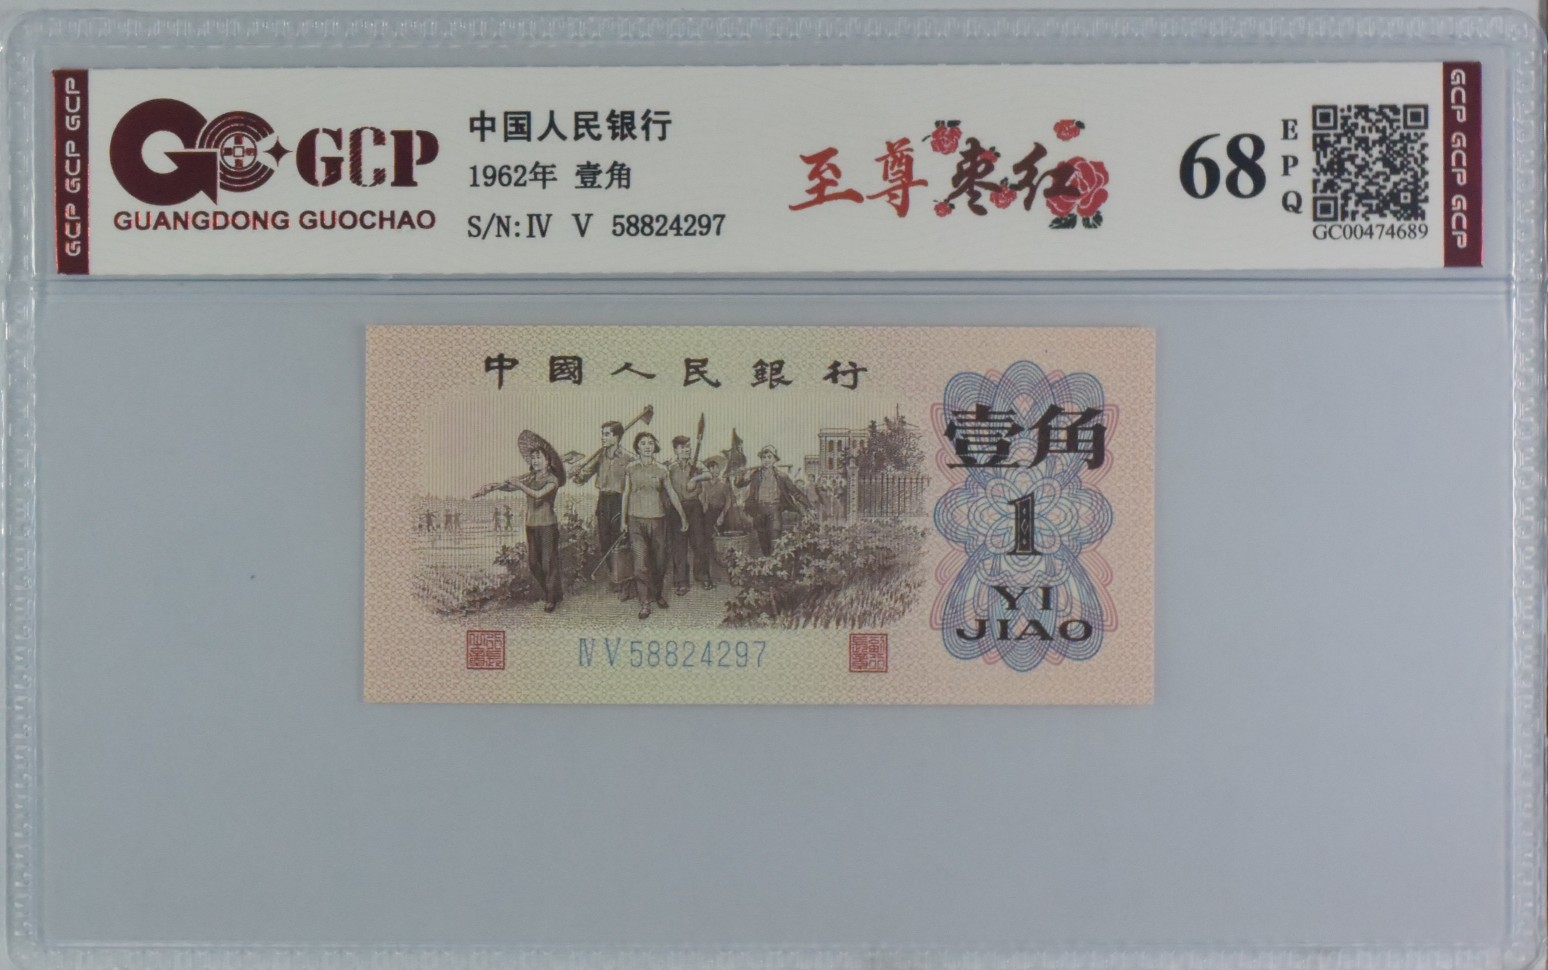 GCP GCP GCP
GCP
GUANGDONG GUOCHAO
中国人民银行
1962年 壹角
S/N:Ⅳ Ⅴ 58824297
至尊枣红
68
EPQ
GC00474689
GCP GCP GCP
中國人民銀行
壹角
1
YI
JIAO
ⅣⅤ58824297